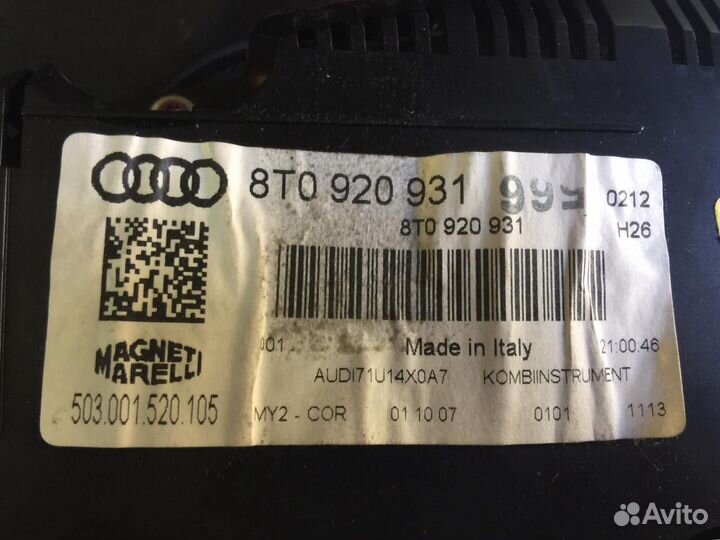 8T0 920 931
0212
8T0 920 931
H26
001
Made in Italy
21:00:46
MAGNETI
MARELLI
AUDI71U14X0A7 KOMBIINSTRUMENT
503.001.520.105
MY2 - COR 01 10 07 0101 1113
Avito